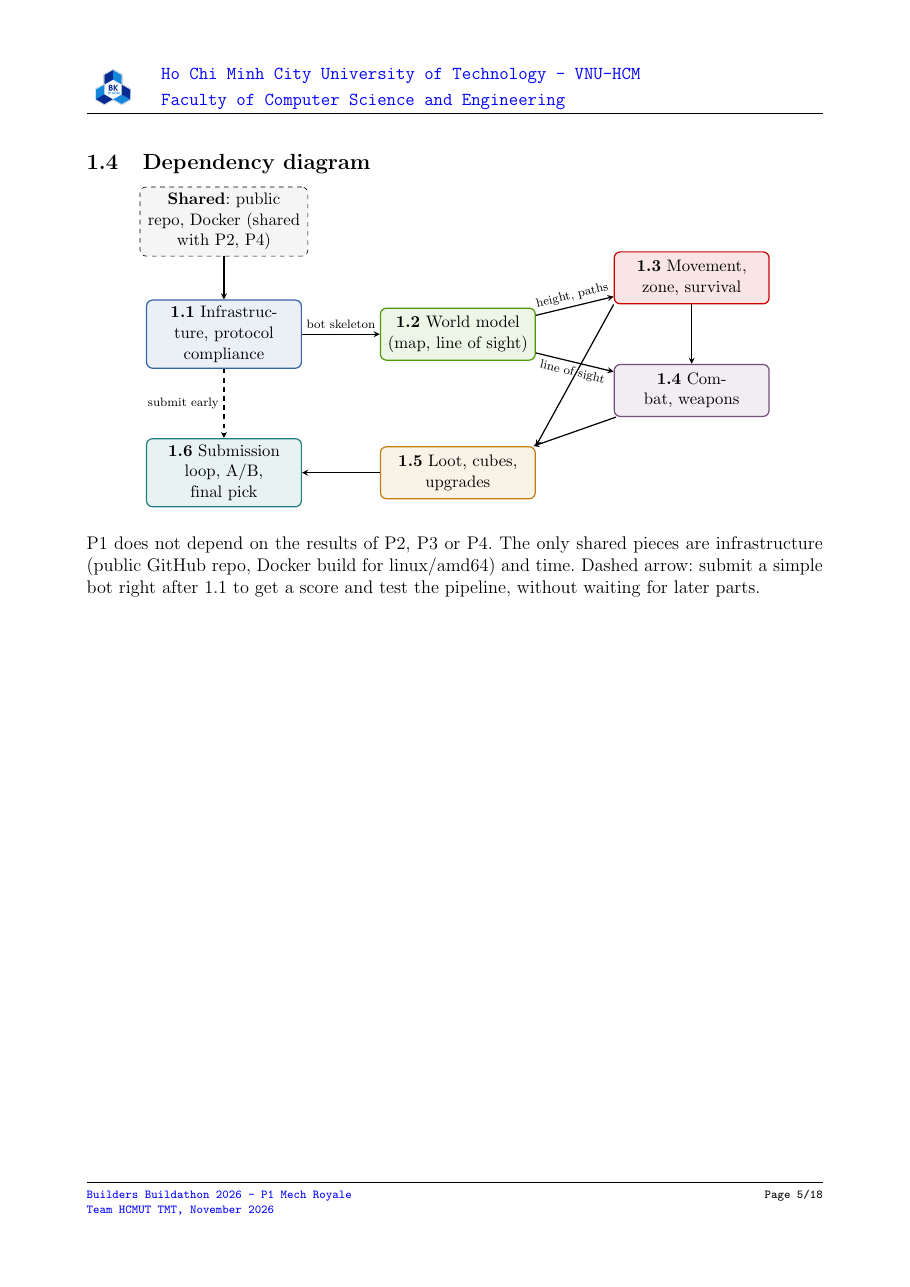 BK
Ho Chi Minh City University of Technology - VNU-HCM
Faculty of Computer Science and Engineering
1.4 Dependency diagram
Shared: public
repo, Docker (shared
with P2, P4)
1.1 Infrastruc-
ture, protocol
compliance
bot skeleton
1.2 World model
(map, line of sight)
height, paths
1.3 Movement,
zone, survival
line of sight
1.4 Com-
bat, weapons
submit early
1.6 Submission
loop, A/B,
final pick
1.5 Loot, cubes,
upgrades
P1 does not depend on the results of P2, P3 or P4. The only shared pieces are infrastructure
(public GitHub repo, Docker build for linux/amd64) and time. Dashed arrow: submit a simple
bot right after 1.1 to get a score and test the pipeline, without waiting for later parts.
Builders Buildathon 2026 - P1 Mech Royale
Team HCMUT TMT, November 2026
Page 5/18